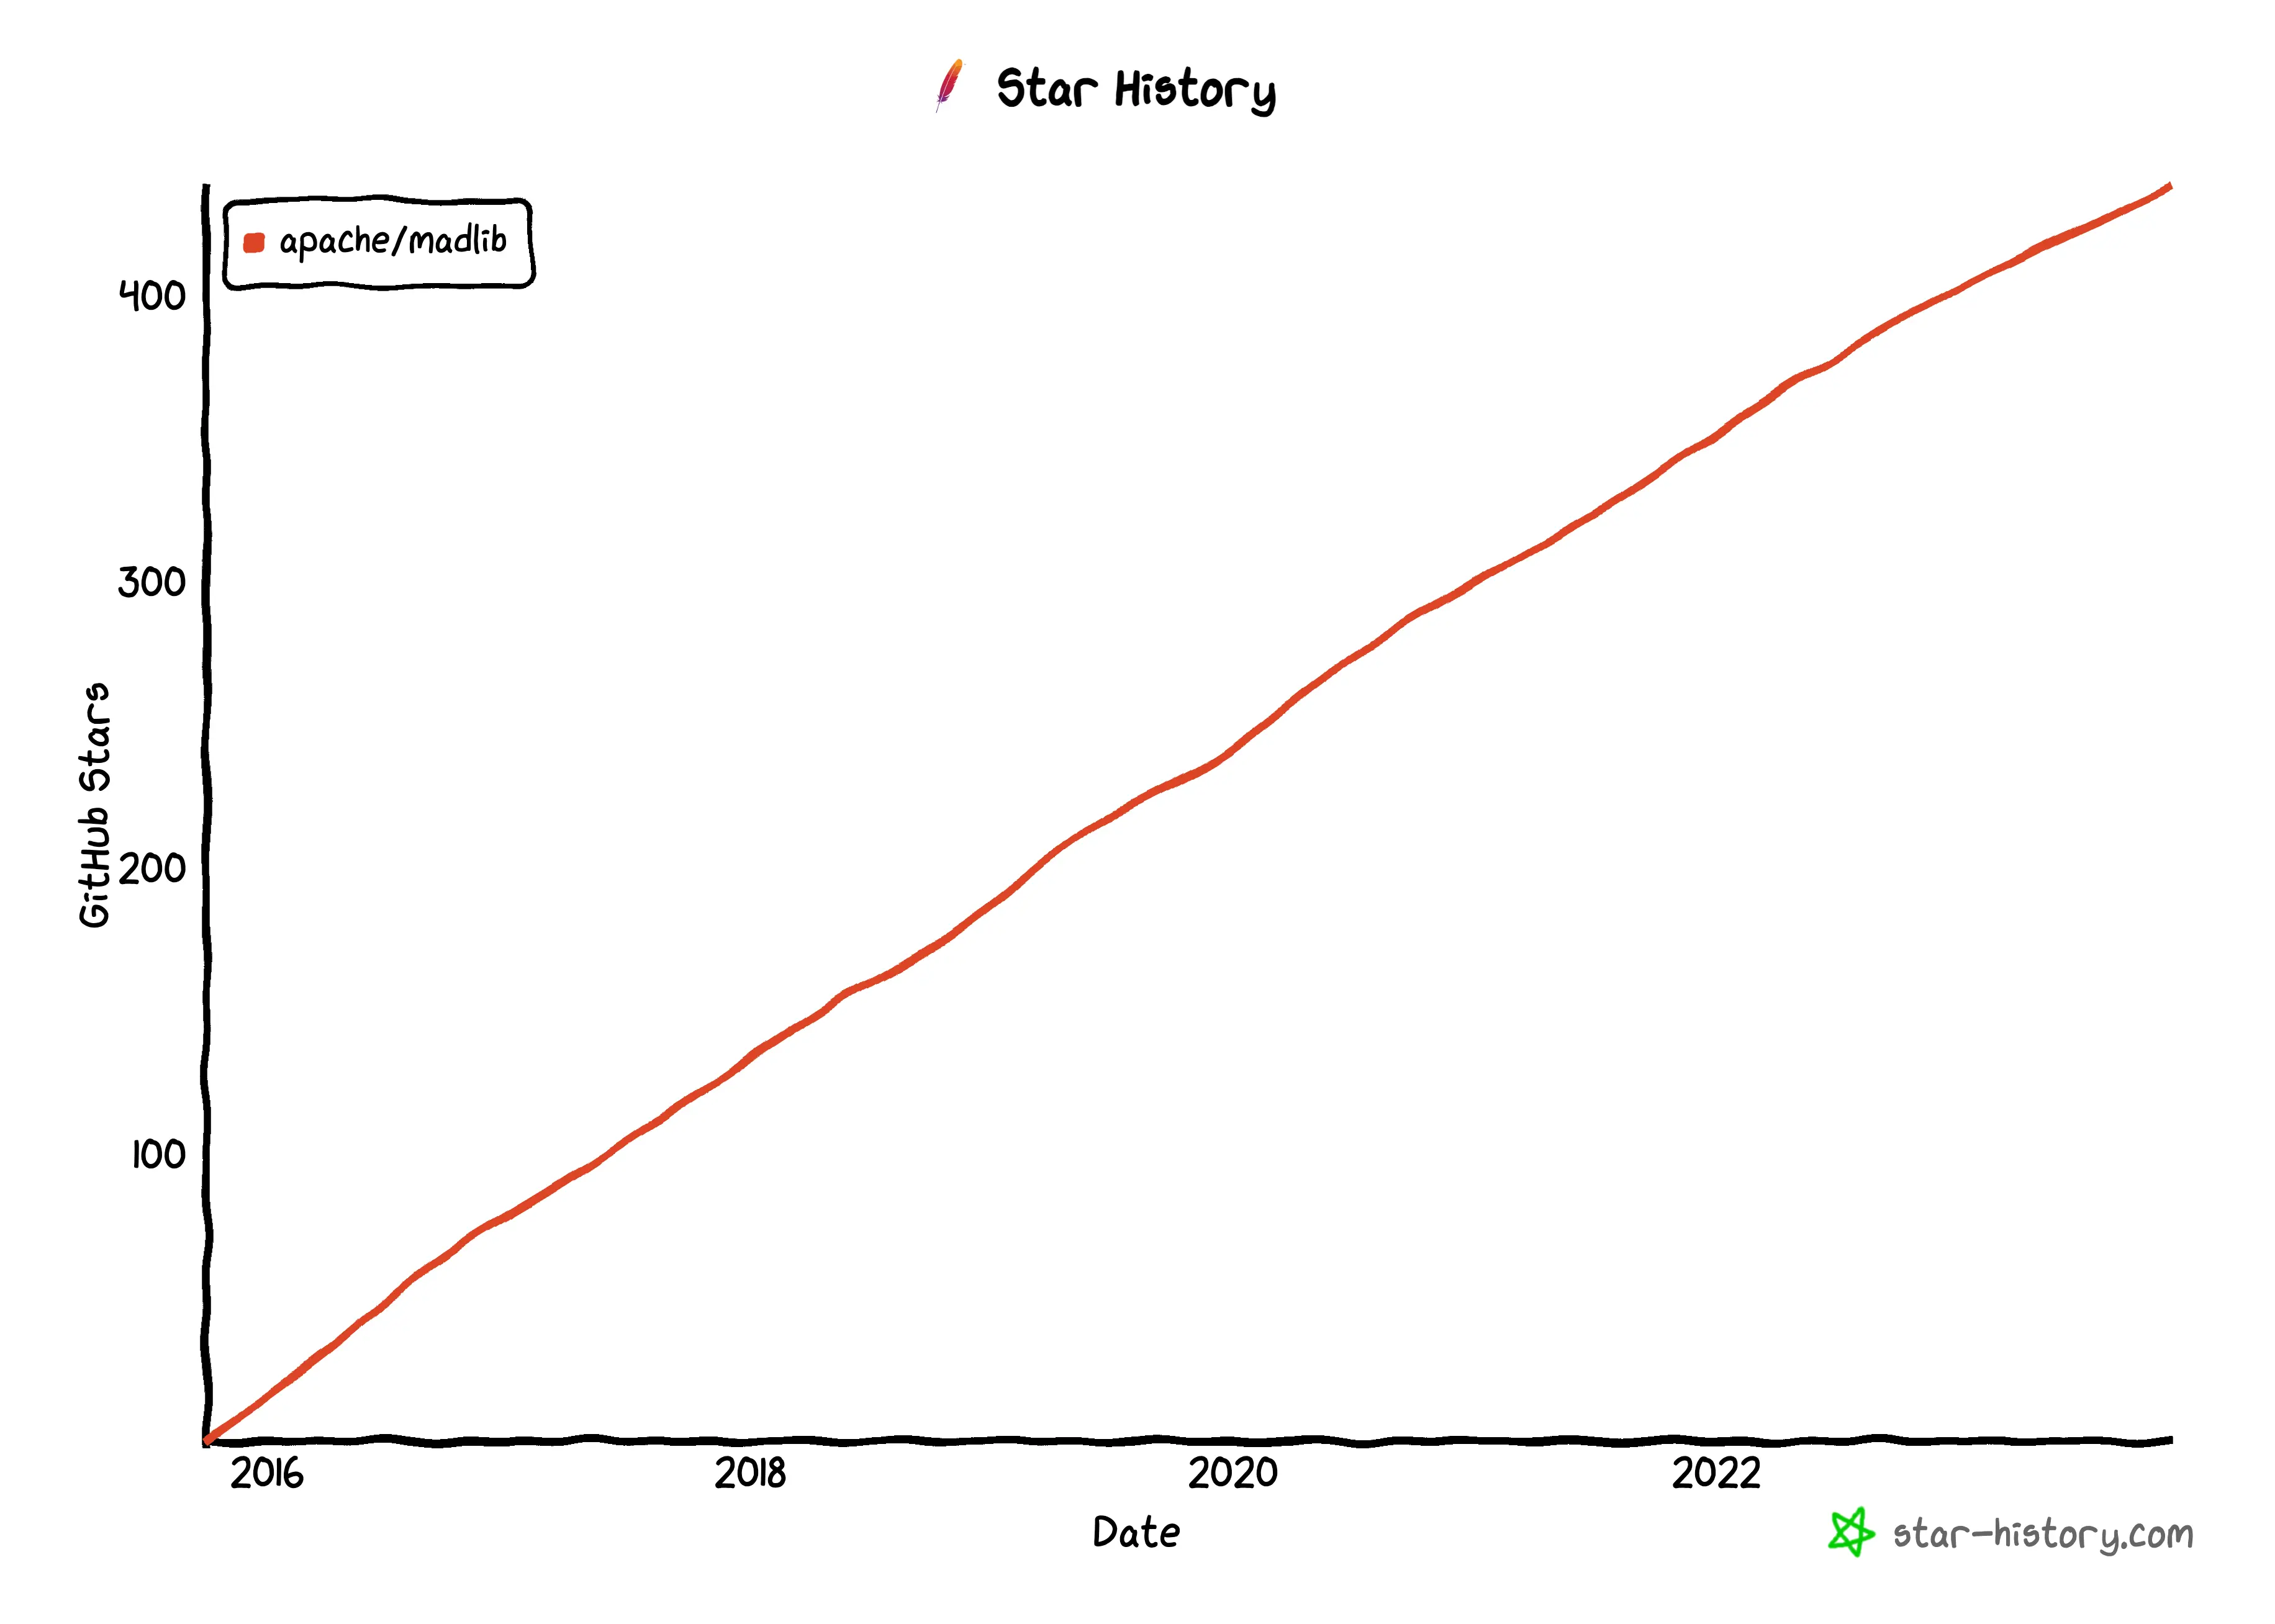 Star History
apache/madlib
400
300
200
100
GitHub Stars
2016
2018
2020
2022
Date
star-history.com